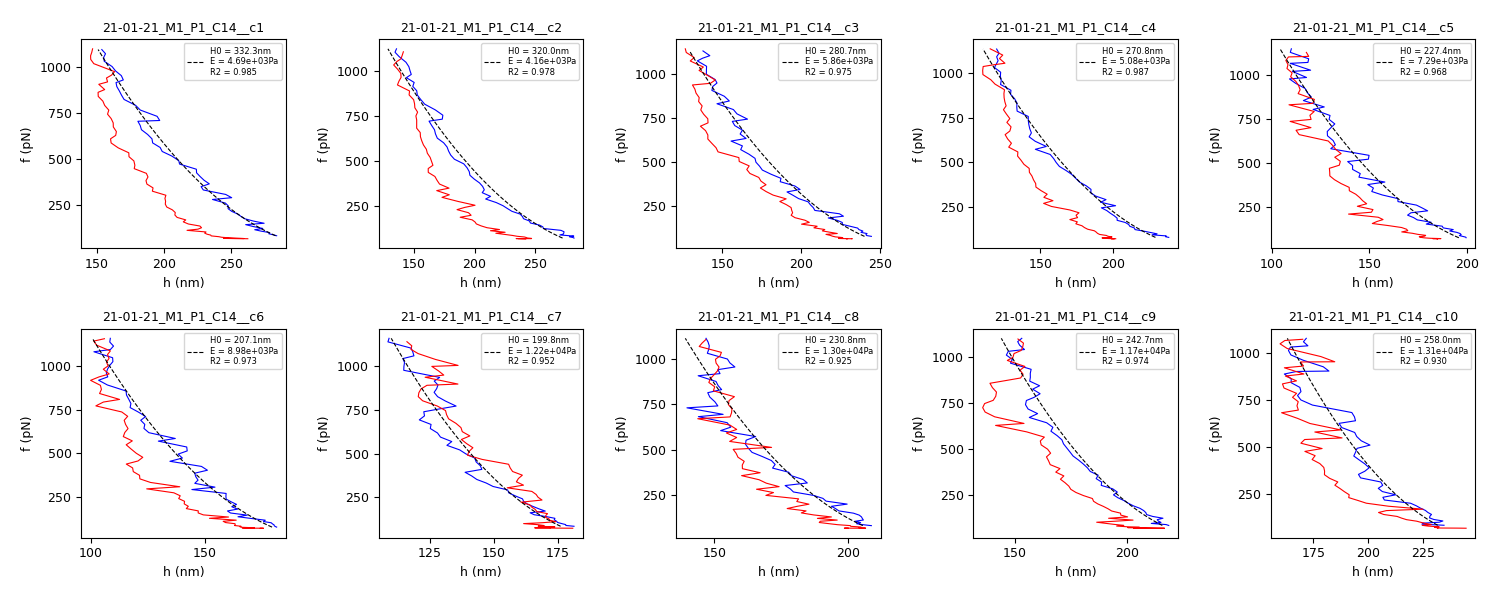 21-01-21_M1_P1_C14__c1
H0 = 332.3nm
E = 4.69e+03Pa
R2 = 0.985
1000
750
500
250
f (pN)
150 200 250
h (nm)
21-01-21_M1_P1_C14__c2
H0 = 320.0nm
E = 4.16e+03Pa
R2 = 0.978
1000
750
500
250
f (pN)
150 200 250
h (nm)
21-01-21_M1_P1_C14__c3
H0 = 280.7nm
E = 5.86e+03Pa
R2 = 0.975
1000
750
500
250
f (pN)
150 200 250
h (nm)
21-01-21_M1_P1_C14__c4
H0 = 270.8nm
E = 5.08e+03Pa
R2 = 0.987
1000
750
500
250
f (pN)
150 200
h (nm)
21-01-21_M1_P1_C14__c5
H0 = 227.4nm
E = 7.29e+03Pa
R2 = 0.968
1000
750
500
250
f (pN)
100 150 200
h (nm)
21-01-21_M1_P1_C14__c6
H0 = 207.1nm
E = 8.98e+03Pa
R2 = 0.973
1000
750
500
250
f (pN)
100 150
h (nm)
21-01-21_M1_P1_C14__c7
H0 = 199.8nm
E = 1.22e+04Pa
R2 = 0.952
1000
750
500
250
f (pN)
125 150 175
h (nm)
21-01-21_M1_P1_C14__c8
H0 = 230.8nm
E = 1.30e+04Pa
R2 = 0.925
1000
750
500
250
f (pN)
150 200
h (nm)
21-01-21_M1_P1_C14__c9
H0 = 242.7nm
E = 1.17e+04Pa
R2 = 0.974
1000
750
500
250
f (pN)
150 200
h (nm)
21-01-21_M1_P1_C14__c10
H0 = 258.0nm
E = 1.31e+04Pa
R2 = 0.930
1000
750
500
250
f (pN)
175 200 225
h (nm)